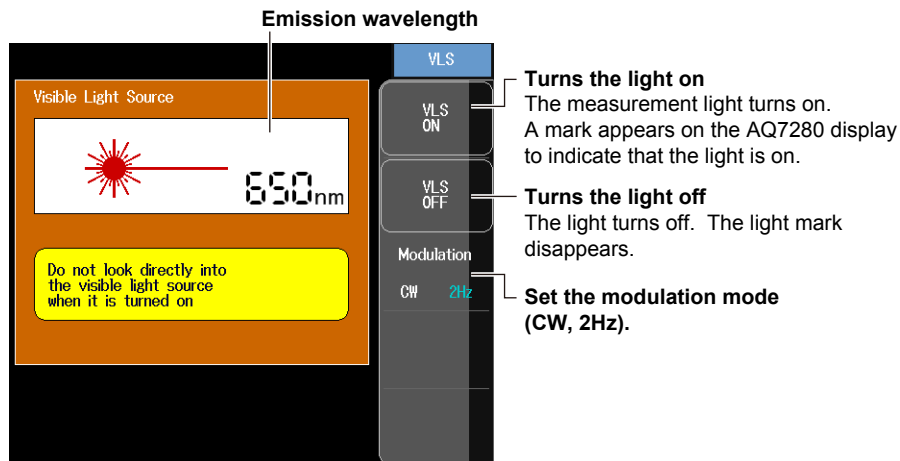 Emission wavelength
VLS
Visible Light Source
650nm
Do not look directly into
the visible light source
when it is turned on
VLS
ON
VLS
OFF
Modulation
CW 2Hz
Turns the light on
The measurement light turns on.
A mark appears on the AQ7280 display
to indicate that the light is on.
Turns the light off
The light turns off. The light mark
disappears.
Set the modulation mode
(CW, 2Hz).